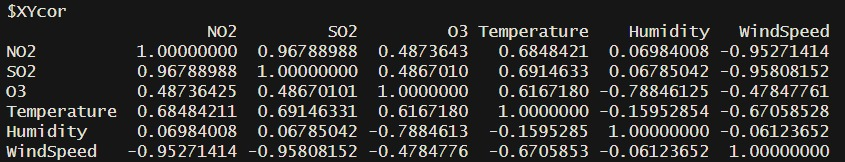 $XYcor
NO2 SO2 O3 Temperature Humidity WindSpeed
NO2 1.00000000 0.96788988 0.4873643 0.6848421 0.06984008 -0.95271414
SO2 0.96788988 1.00000000 0.4867010 0.6914633 0.06785042 -0.95808152
O3 0.48736425 0.48670101 1.0000000 0.6167180 -0.78846125 -0.47847761
Temperature 0.68484211 0.69146331 0.6167180 1.0000000 -0.15952854 -0.67058528
Humidity 0.06984008 0.06785042 -0.7884613 -0.1595285 1.00000000 -0.06123652
WindSpeed -0.95271414 -0.95808152 -0.4784776 -0.6705853 -0.06123652 1.00000000